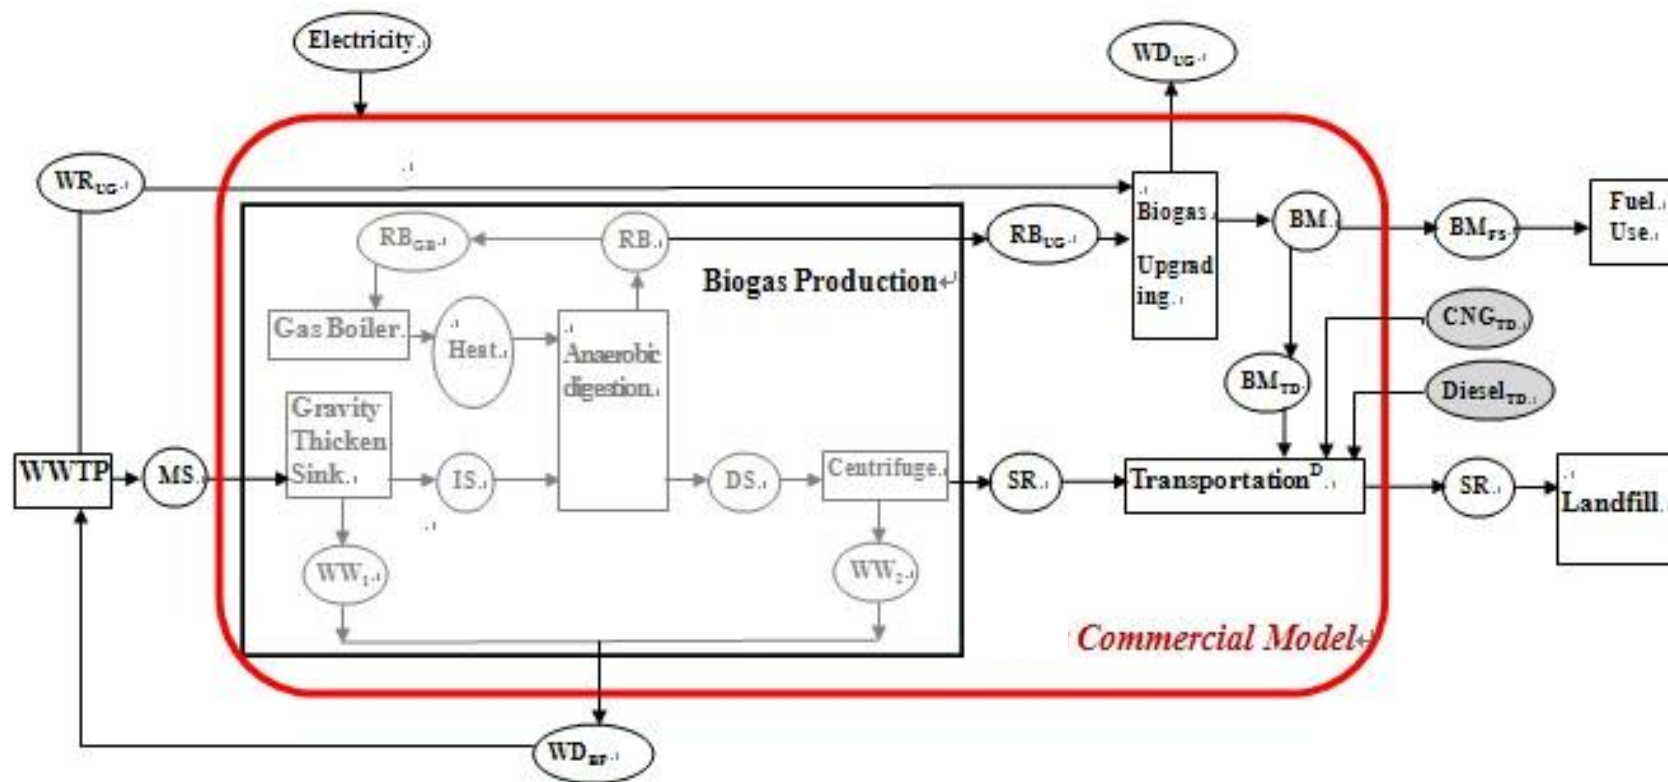 Electricity
WD_UG
WR_UG
Biogas
Upgrad
ing.
BM
BM_FS
Fuel
Use
RB_GB
RB
RB_UG
Biogas Production
Gas Boiler.
Heat.
Anaerobic
digestion.
CNG_TD
BM_TD
Diesel_TD
Gravity
Thicken
Sink.
WWTP
MS
IS
DS
Centrifuge
SR
Transportation^D
SR
Landfill.
WW_1
WW_2
Commercial Model
WD_BP